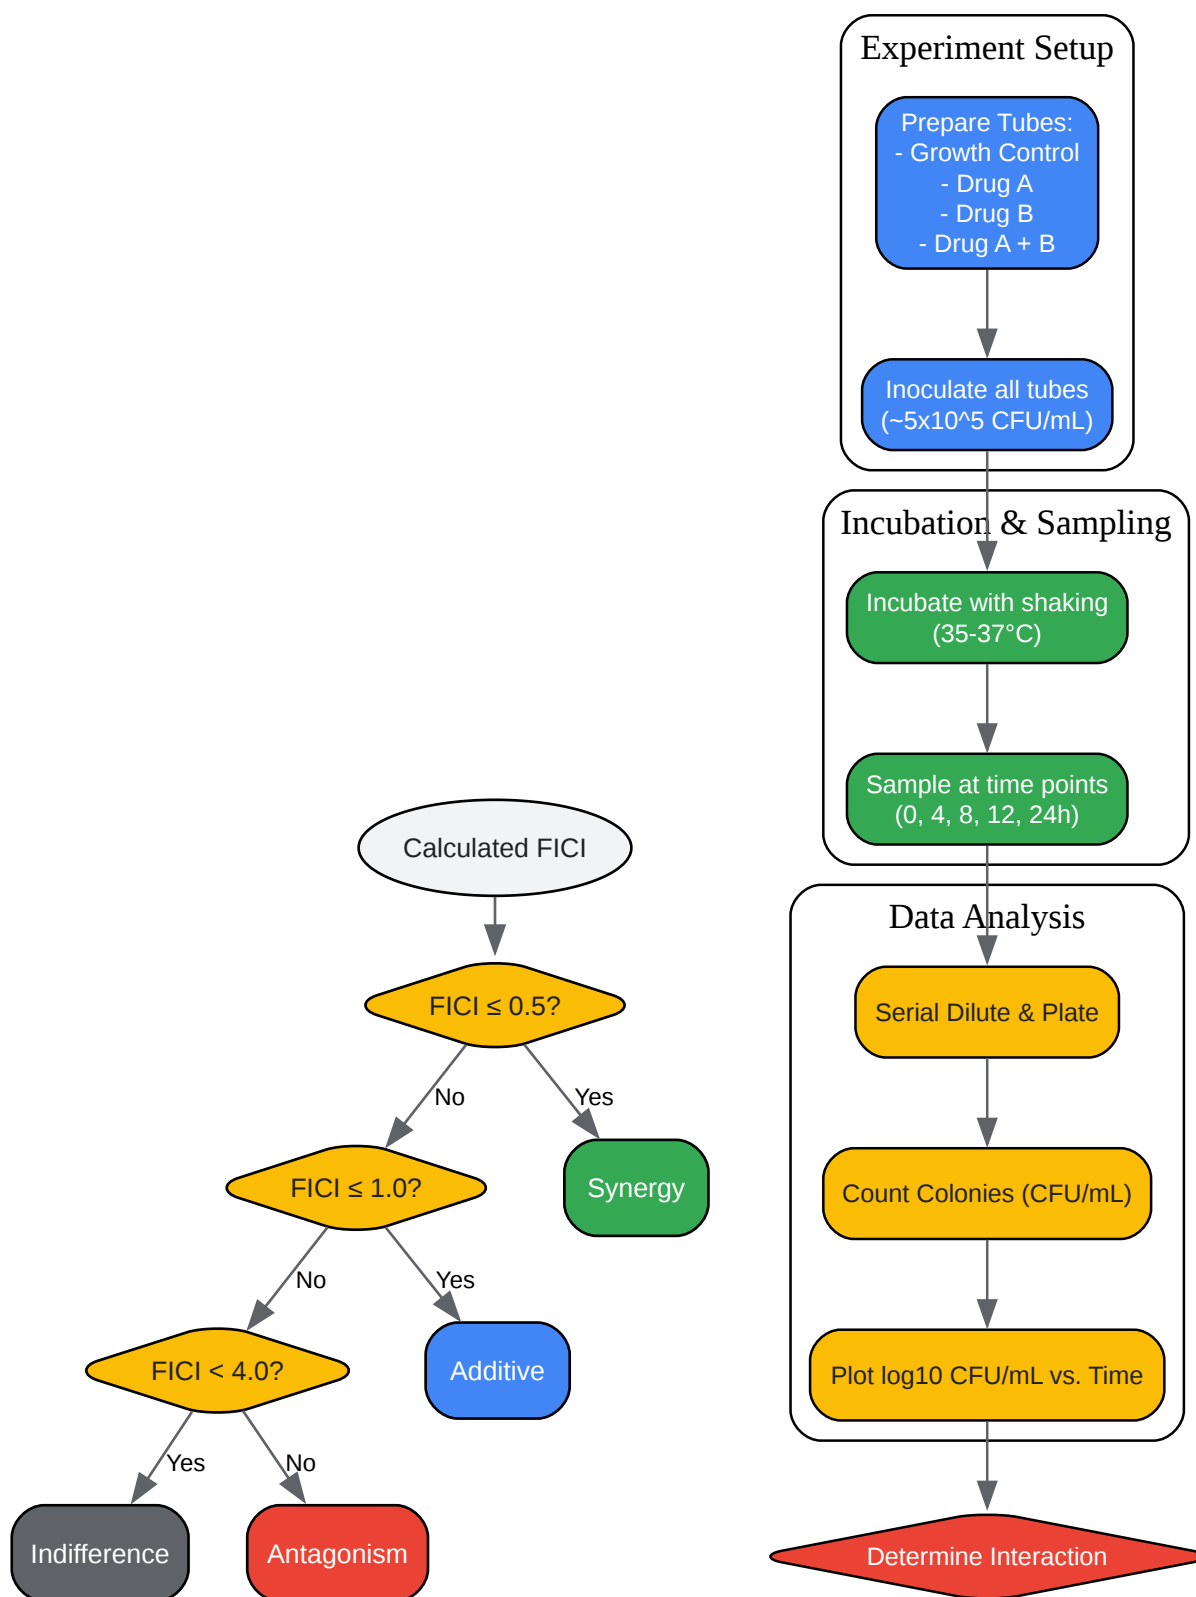 Experiment Setup
Prepare Tubes:
- Growth Control
- Drug A
- Drug B
- Drug A + B
Inoculate all tubes
(~5x10^5 CFU/mL)
Incubation & Sampling
Incubate with shaking
(35-37°C)
Sample at time points
(0, 4, 8, 12, 24h)
Data Analysis
Serial Dilute & Plate
Count Colonies (CFU/mL)
Plot log10 CFU/mL vs. Time
Determine Interaction
Calculated FICI
FICI ≤ 0.5?
No
Yes
FICI ≤ 1.0?
Synergy
No
Yes
FICI < 4.0?
Additive
Yes
No
Indifference
Antagonism